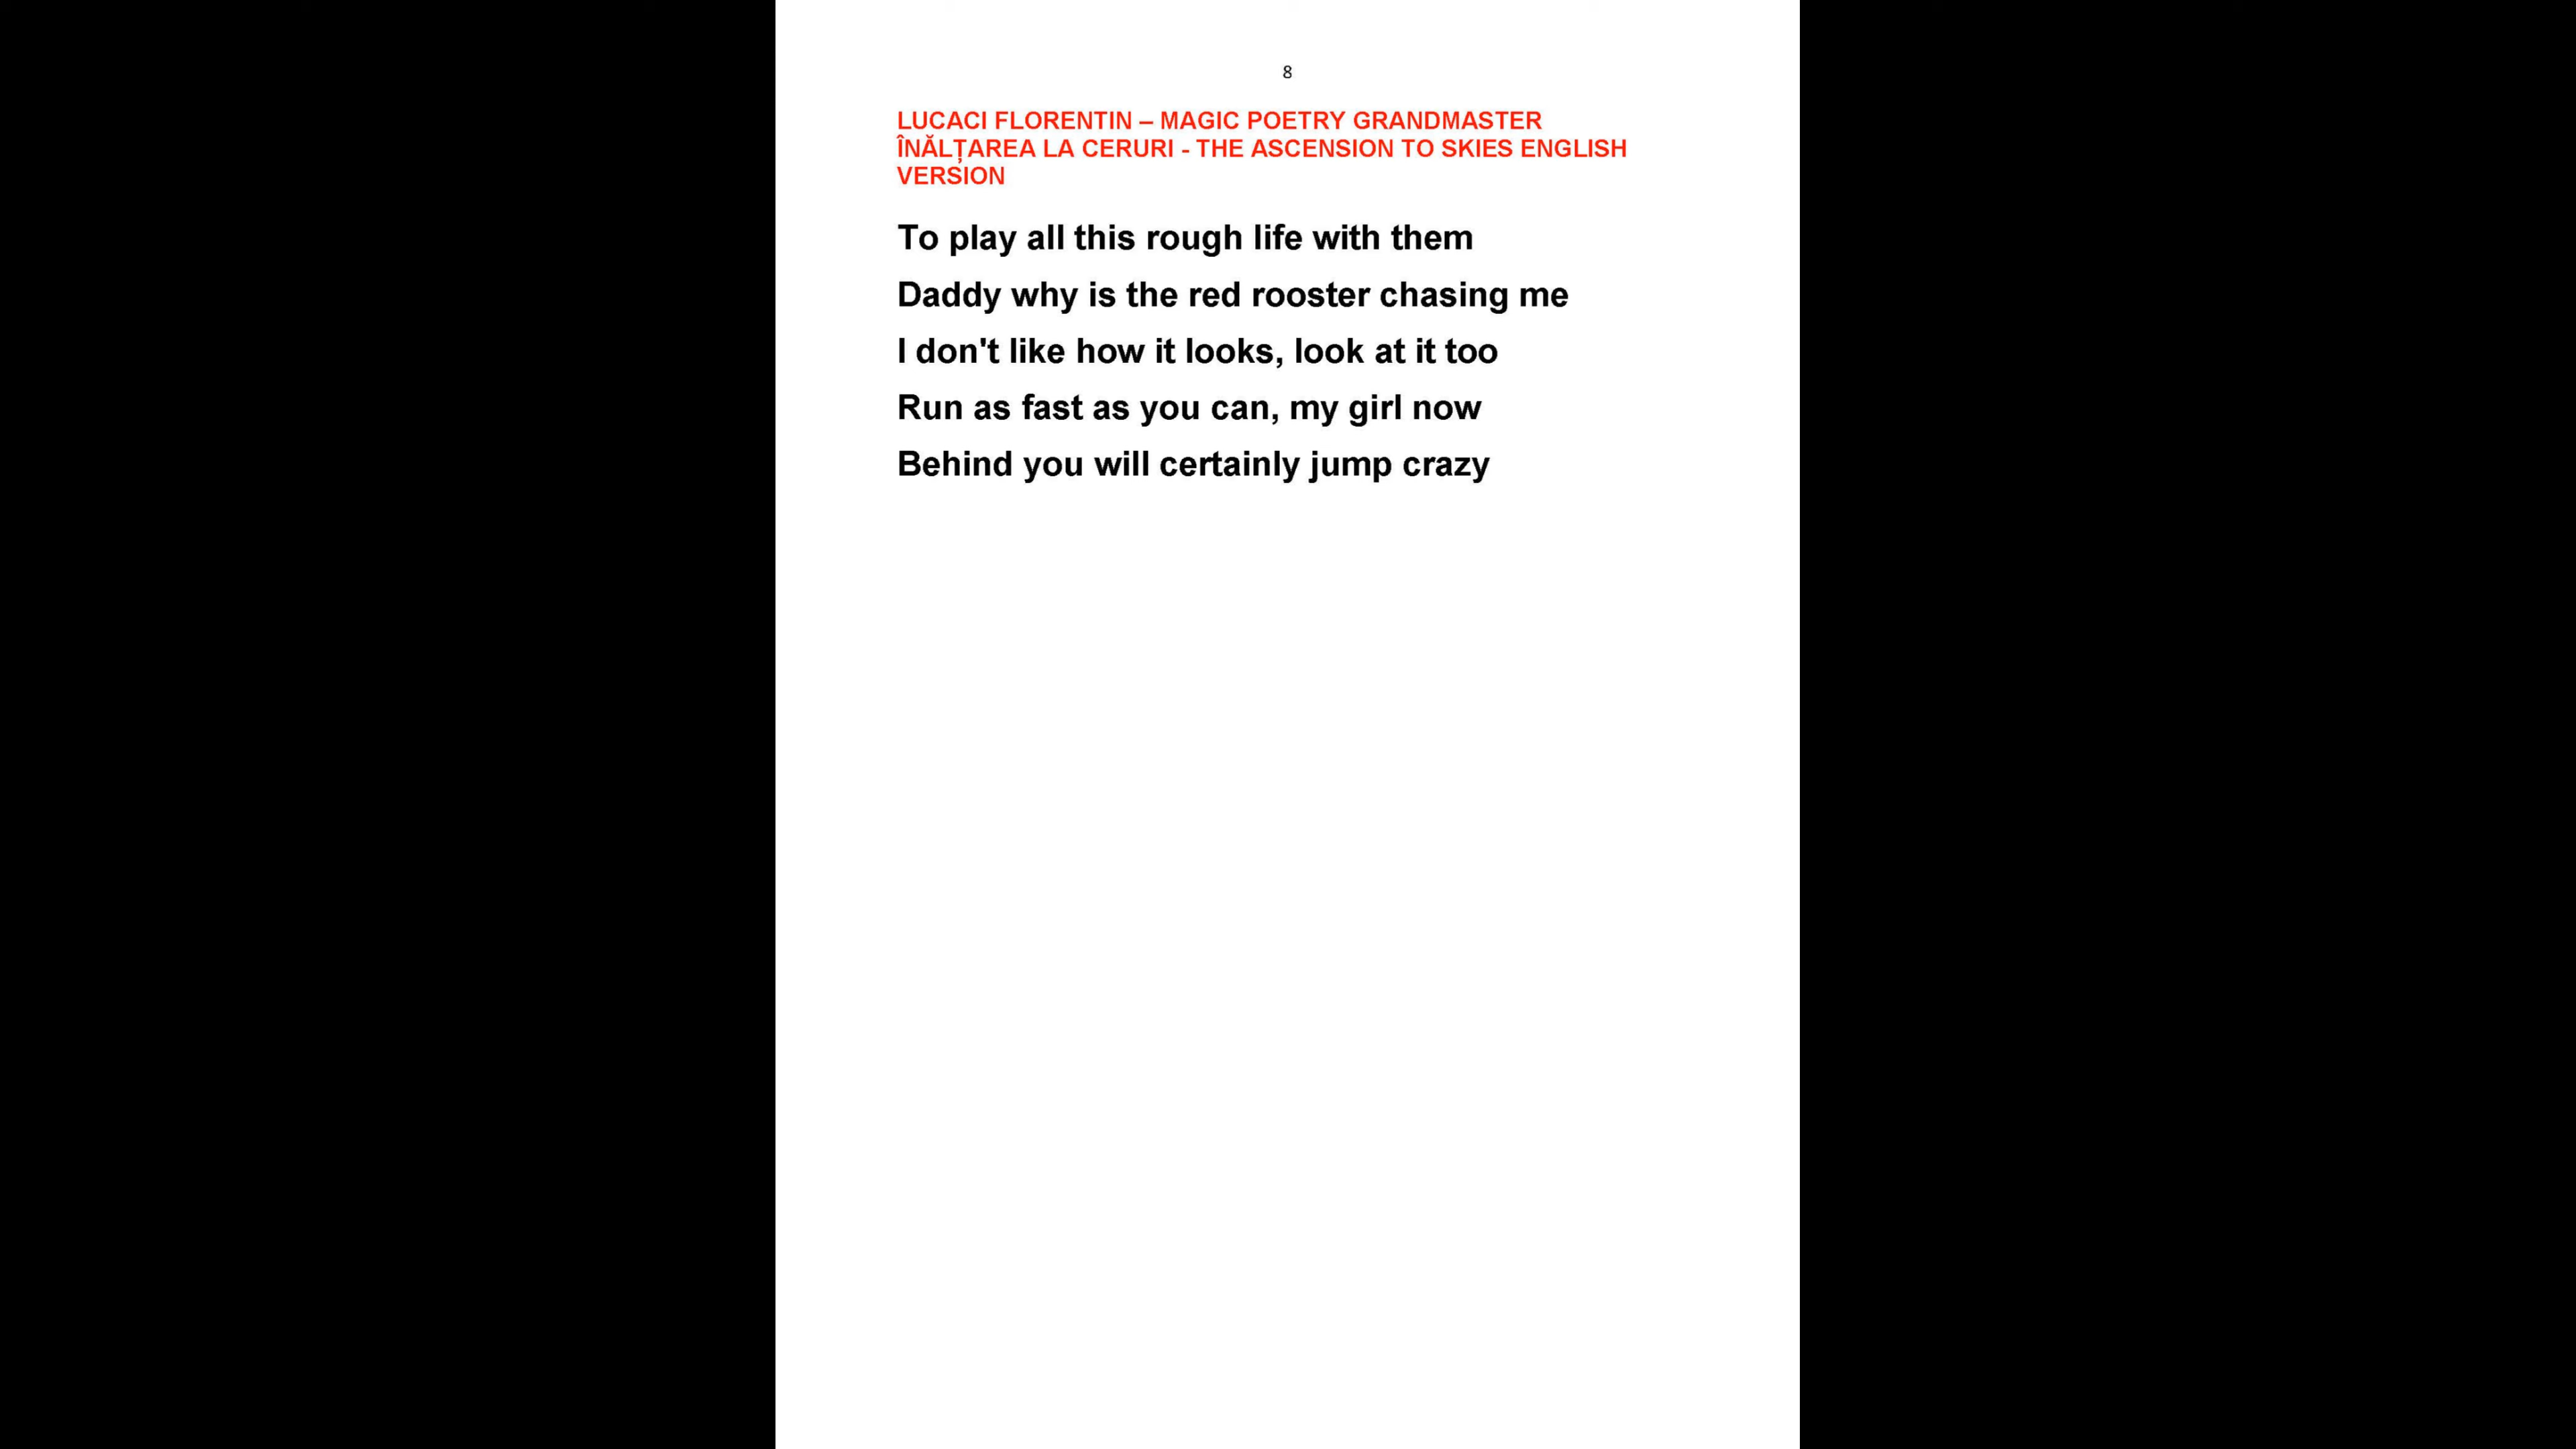 8
LUCACI FLORENTIN – MAGIC POETRY GRANDMASTER
ÎNĂLȚAREA LA CERURI - THE ASCENSION TO SKIES ENGLISH
VERSION
To play all this rough life with them
Daddy why is the red rooster chasing me
I don't like how it looks, look at it too
Run as fast as you can, my girl now
Behind you will certainly jump crazy